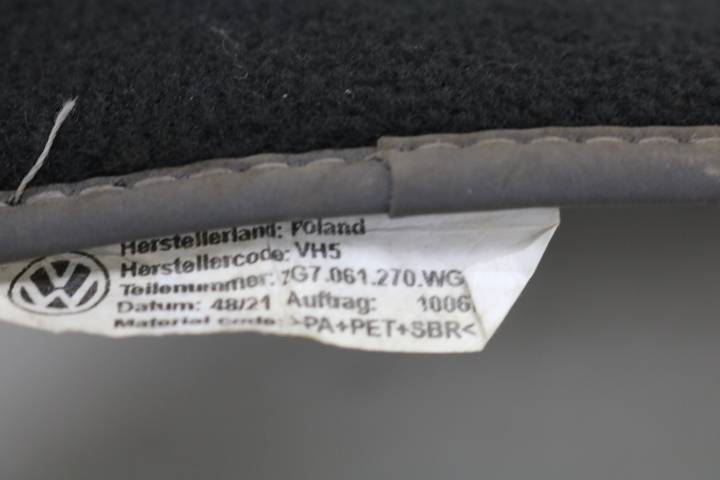 Herstellerland: Poland
Herstellercode: VH5
Teilenummer: 7G7.061.270.WG
Datum: 48/21 Auftrag: 1006
Material code: >PA+PET+SBR<